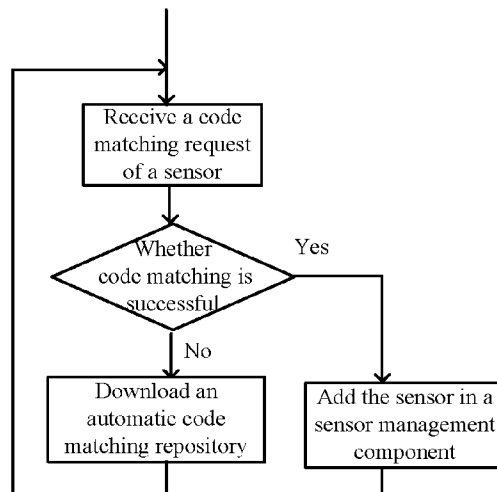 Receive a code
matching request
of a sensor
Whether
code matching is
successful
Yes
No
Download an
automatic code
matching repository
Add the sensor in a
sensor management
component